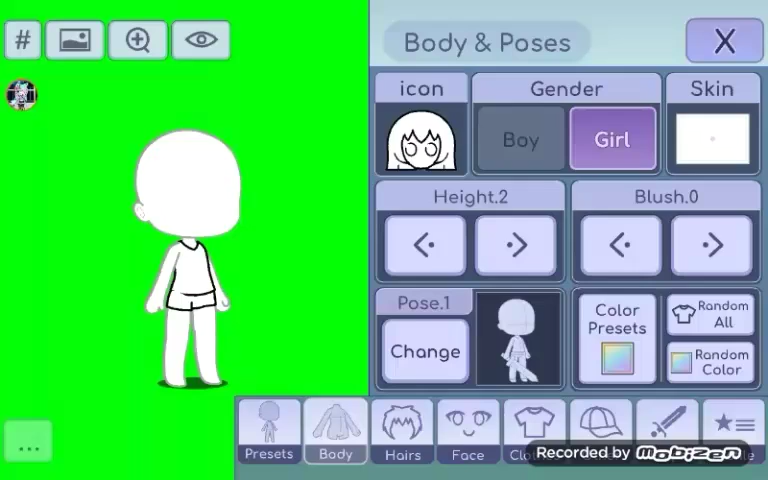 #
Body & Poses
X
icon
Gender
Skin
Boy
Girl
Height.2
Blush.0
Pose.1
Change
Color
Presets
Random
All
Random
Color
...
Presets
Body
Hairs
Face
Recorded by mobizen